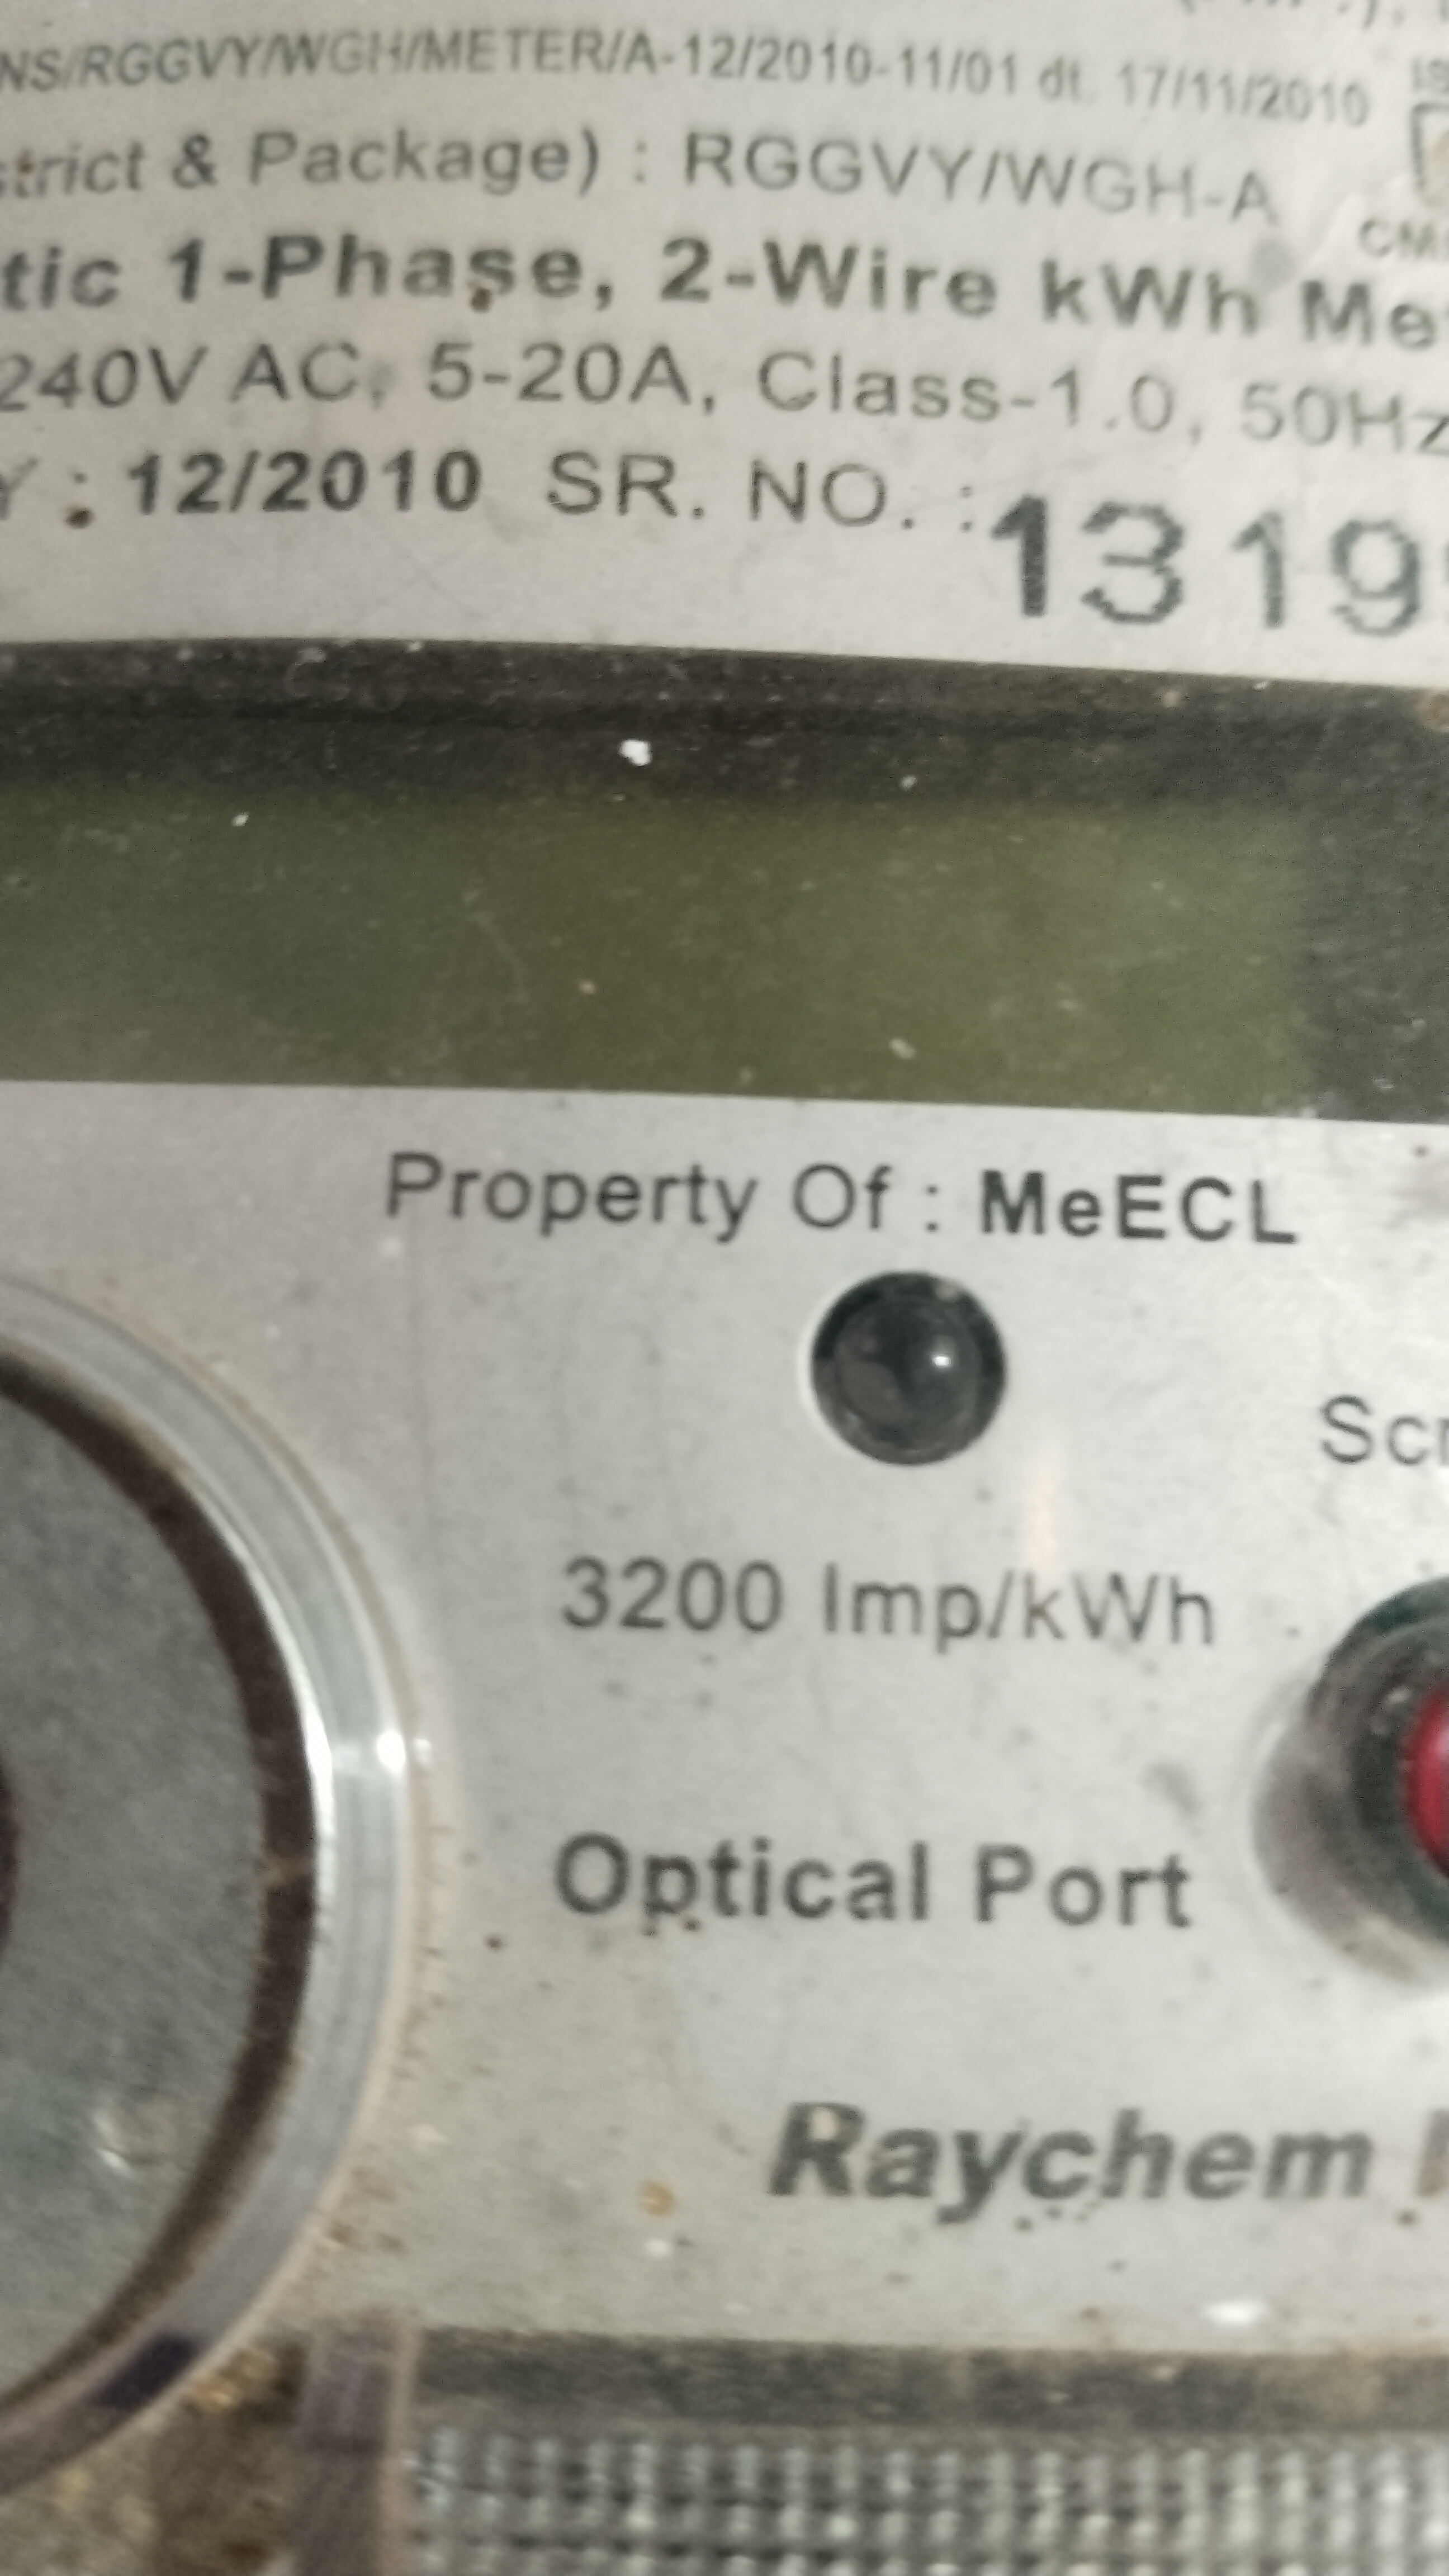 NS/RGGVY/WGH/METER/A-12/2010-11/01 dt. 17/11/2010
strict & Package) : RGGVY/WGH-A
tic 1-Phase, 2-Wire kWh Me
240V AC, 5-20A, Class-1.0, 50Hz
Y : 12/2010 SR. NO. : 1319
Property Of : MeECL
Scr
3200 Imp/kWh
Optical Port
Raychem